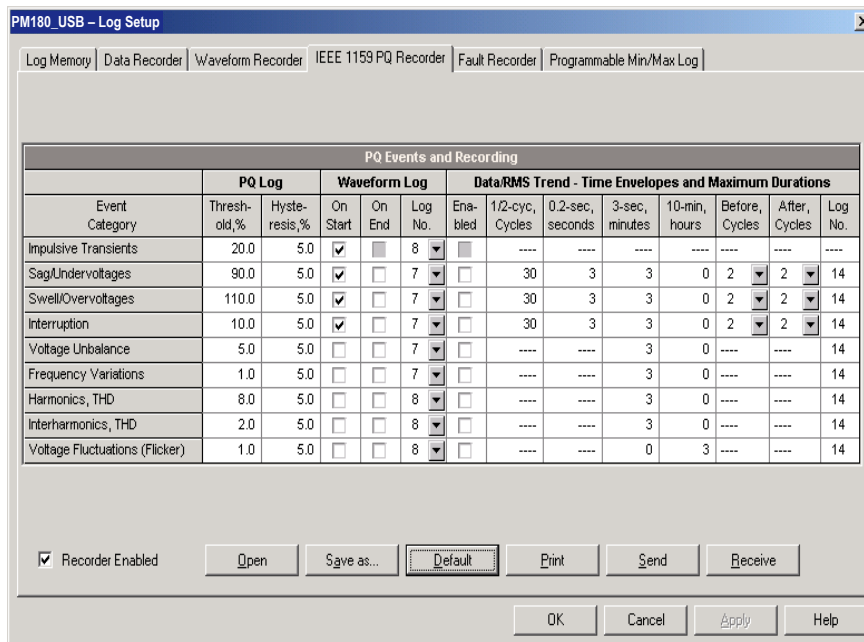 PM180_USB – Log Setup
Log Memory Data Recorder Waveform Recorder IEEE 1159 PQ Recorder Fault Recorder Programmable Min/Max Log
PQ Events and Recording
PQ Log Waveform Log Data/RMS Trend - Time Envelopes and Maximum Durations
Event Category Thresh-old,% Hyste-resis,% On Start On End Log No. Ena-bled 1/2-cyc, Cycles 0.2-sec, seconds 3-sec, minutes 10-min, hours Before, Cycles After, Cycles Log No.
Impulsive Transients 20.0 5.0 8 ---- ---- ---- ---- ---- ---- ----
Sag/Undervoltages 90.0 5.0 7 30 3 3 0 2 2 14
Swell/Overvoltages 110.0 5.0 7 30 3 3 0 2 2 14
Interruption 10.0 5.0 7 30 3 3 0 2 2 14
Voltage Unbalance 5.0 5.0 7 ---- ---- 3 0 ---- ---- 14
Frequency Variations 1.0 5.0 7 ---- ---- 3 0 ---- ---- 14
Harmonics, THD 8.0 5.0 8 ---- ---- 3 0 ---- ---- 14
Interharmonics, THD 2.0 5.0 8 ---- ---- 3 0 ---- ---- 14
Voltage Fluctuations (Flicker) 1.0 5.0 8 ---- ---- 0 3 ---- ---- 14
Recorder Enabled Open Save as... Default Print Send Receive
OK Cancel Apply Help